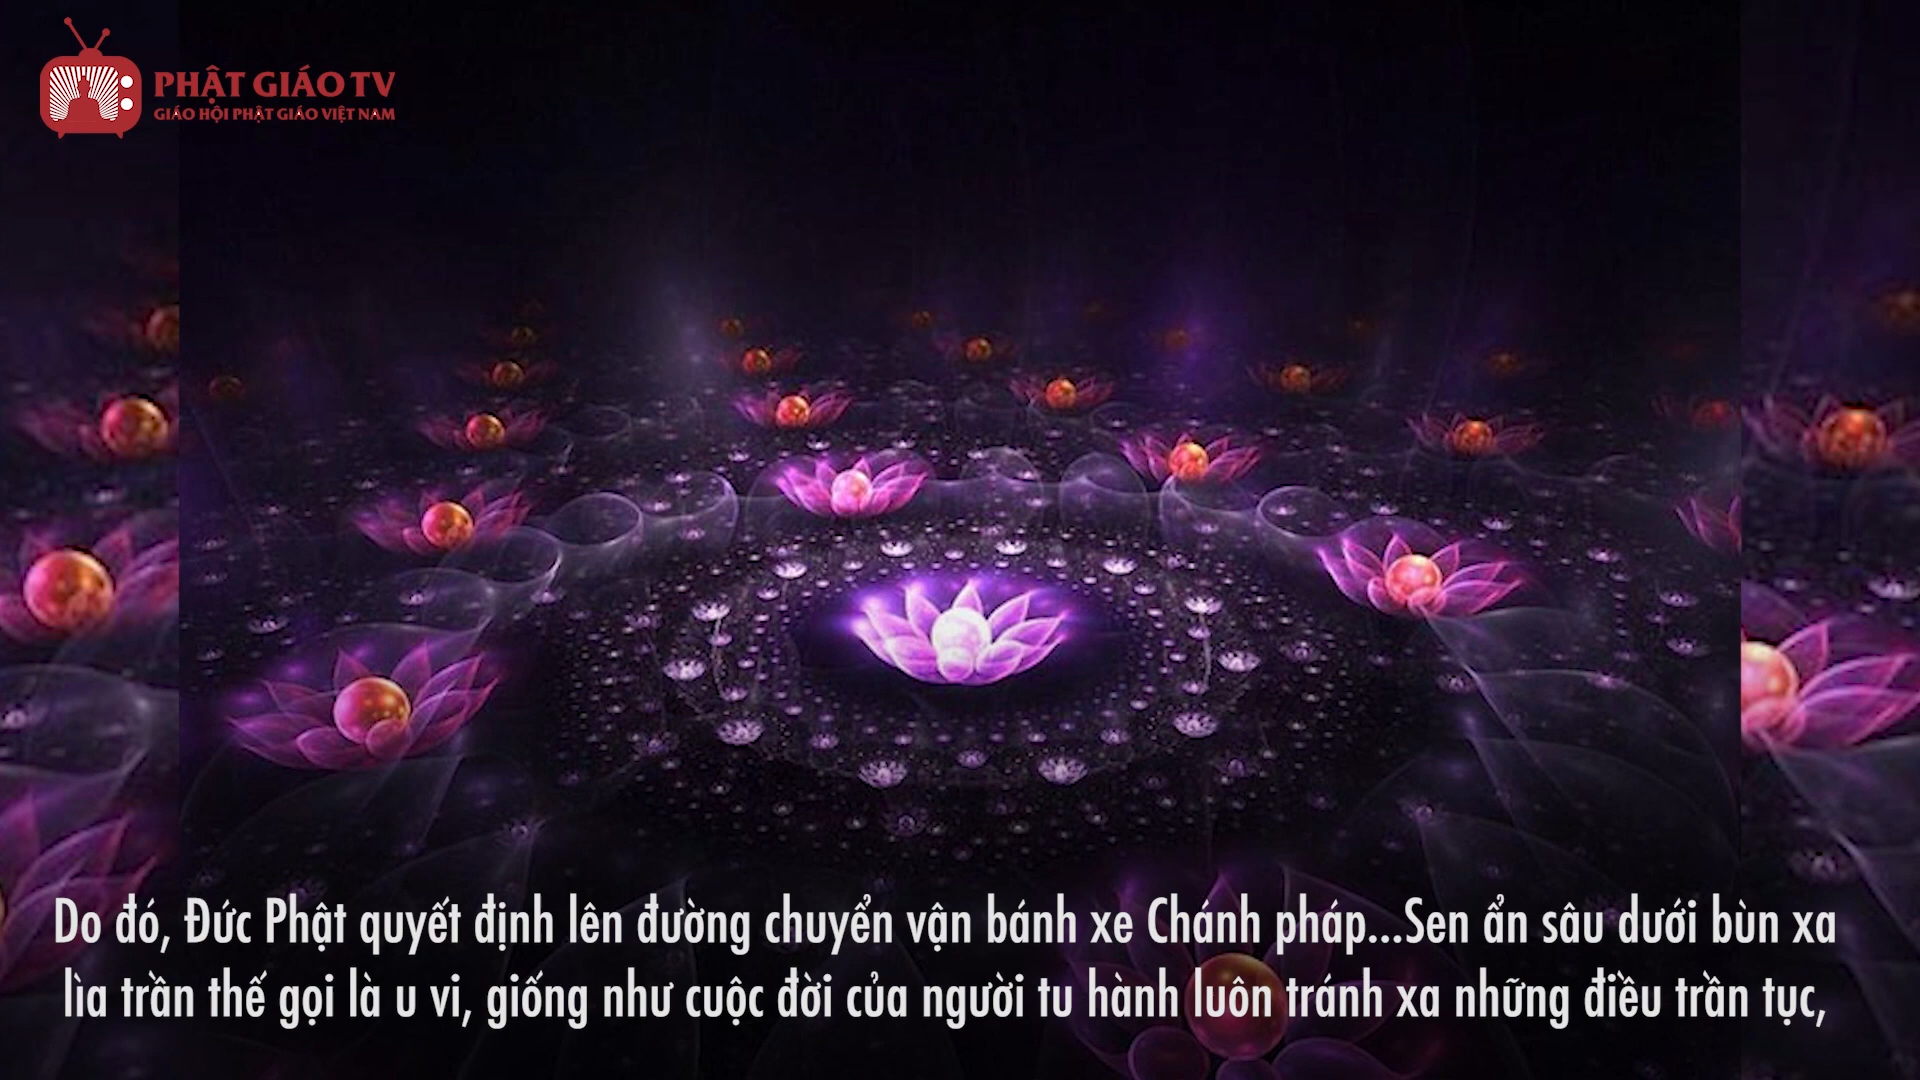 PHẬT GIÁO TV
GIÁO HỘI PHẬT GIÁO VIỆT NAM
Do đó, Đức Phật quyết định lên đường chuyển vận bánh xe Chánh pháp...Sen ẩn sâu dưới bùn xa
lìa trần thế gọi là u vi, giống như cuộc đời của người tu hành luôn tránh xa những điều trần tục,